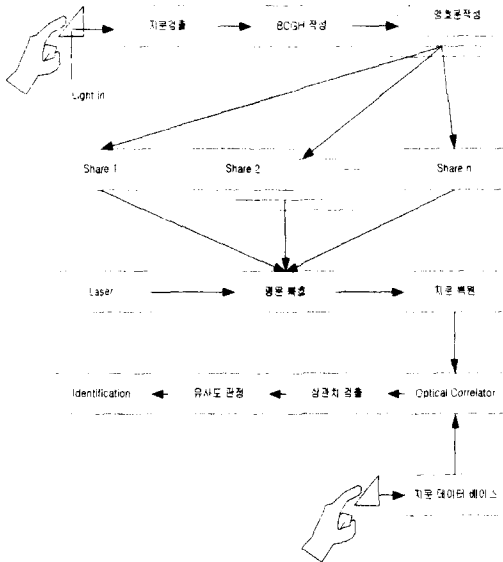 지문검출
BCGH 작성
암호문작성
Light in
Share 1
Share 2
Share n
Laser
평문 복호
지문 복원
Identification
유사도 판정
상관치 검출
Optical Correlator
지문 데이터 베이스